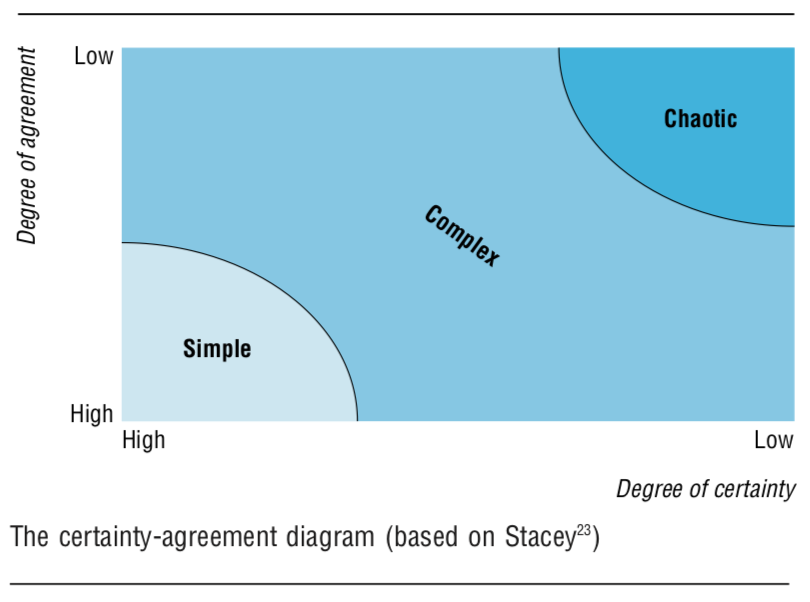 Degree of agreement
Low
Chaotic
Complex
Simple
High
High
Low
Degree of certainty
The certainty-agreement diagram (based on Stacey23)